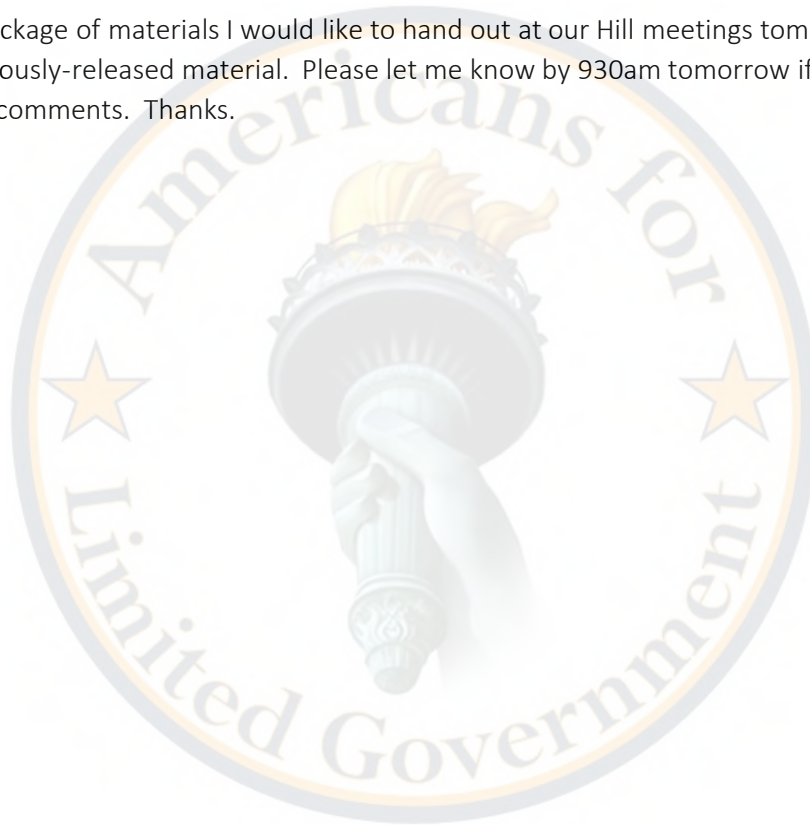 ckage of materials I would like to hand out at our Hill meetings tom
ously-released material.  Please let me know by 930am tomorrow if
comments.  Thanks.
Americans for
Limited Government